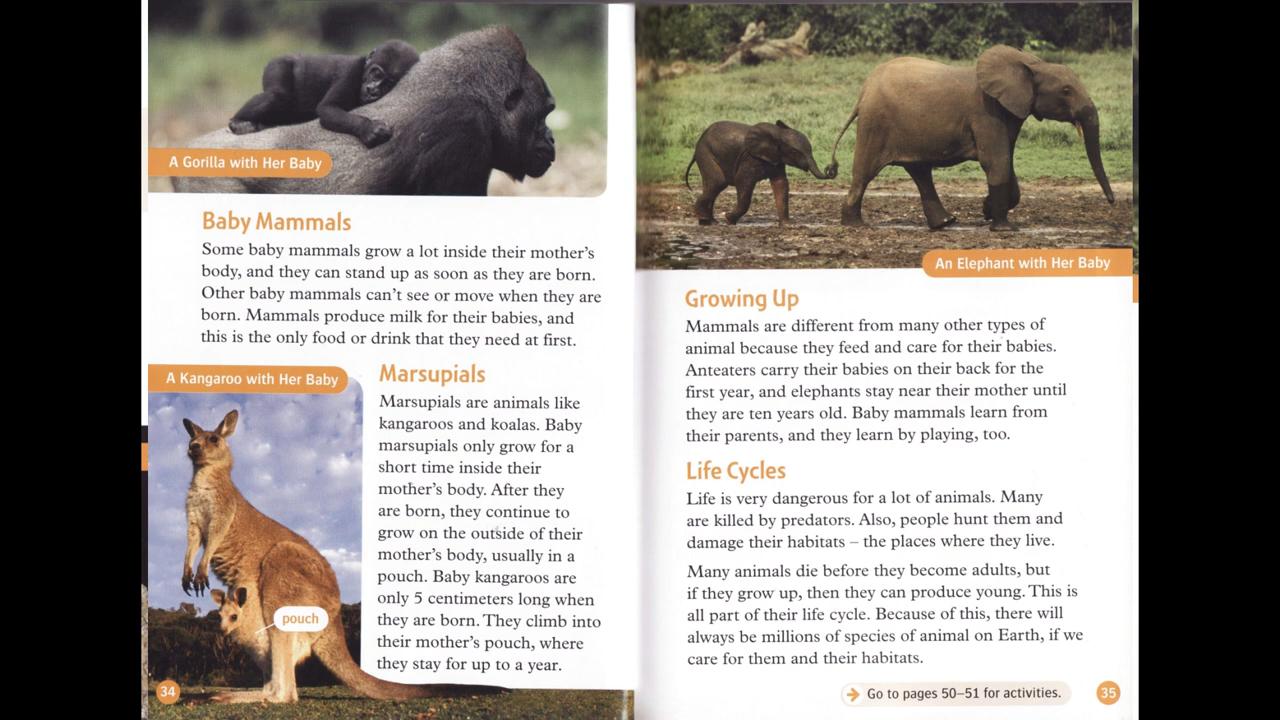 A Gorilla with Her Baby
Baby Mammals
Some baby mammals grow a lot inside their mother's
body, and they can stand up as soon as they are born.
Other baby mammals can't see or move when they are
born. Mammals produce milk for their babies, and
this is the only food or drink that they need at first.
A Kangaroo with Her Baby
pouch
Marsupials
Marsupials are animals like
kangaroos and koalas. Baby
marsupials only grow for a
short time inside their
mother's body. After they
are born, they continue to
grow on the outside of their
mother's body, usually in a
pouch. Baby kangaroos are
only 5 centimeters long when
they are born. They climb into
their mother's pouch, where
they stay for up to a year.
34
An Elephant with Her Baby
Growing Up
Mammals are different from many other types of
animal because they feed and care for their babies.
Anteaters carry their babies on their back for the
first year, and elephants stay near their mother until
they are ten years old. Baby mammals learn from
their parents, and they learn by playing, too.
Life Cycles
Life is very dangerous for a lot of animals. Many
are killed by predators. Also, people hunt them and
damage their habitats – the places where they live.
Many animals die before they become adults, but
if they grow up, then they can produce young. This is
all part of their life cycle. Because of this, there will
always be millions of species of animal on Earth, if we
care for them and their habitats.
Go to pages 50–51 for activities.
35